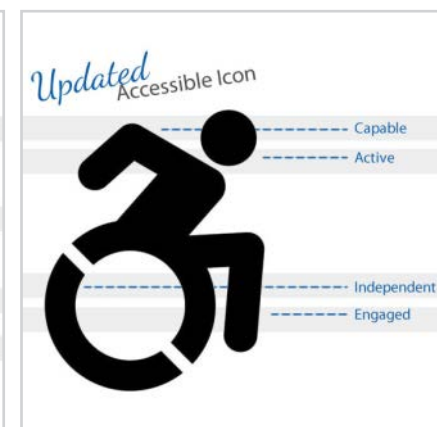 Updated
Accessible Icon
Capable
Active
Independent
Engaged